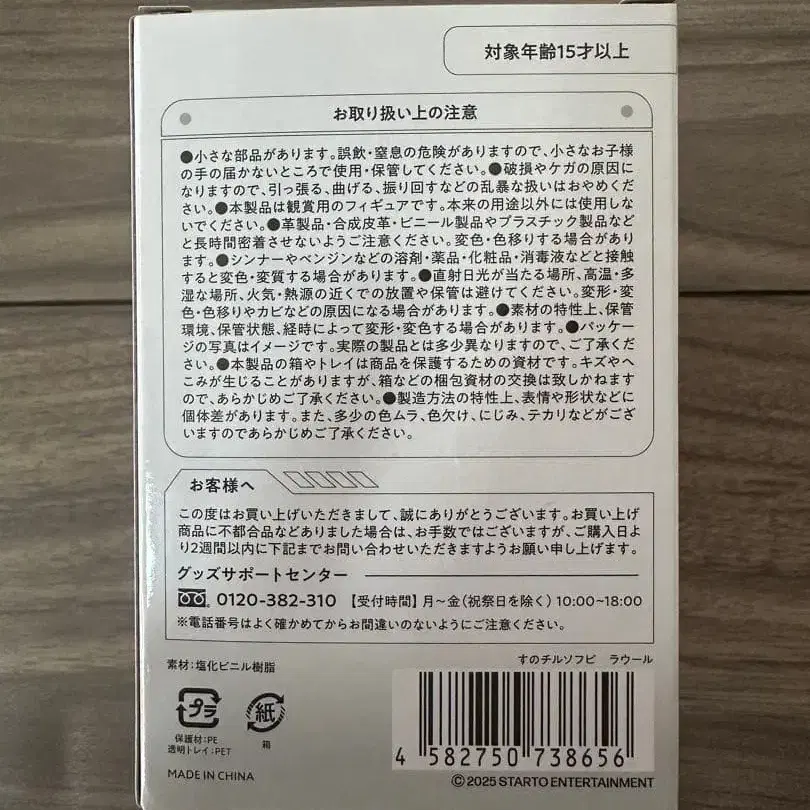 対象年齢15才以上
お取り扱い上の注意
●小さな部品があります。誤飲・窒息の危険がありますので、小さなお子様
の手の届かないところで使用・保管してください。●破損やケガの原因に
なりますので、引っ張る、曲げる、振り回すなどの乱暴な扱いはおやめくだ
さい。●本製品は観賞用のフィギュアです。本来の用途以外には使用し
ないでください。●革製品・合成皮革・ビニール製品やプラスチック製品など
と長時間密着させないようご注意ください。変色・色移りする場合があり
ます。●シンナーやベンジンなどの溶剤・薬品・化粧品・消毒液などと接触
すると変色・変質する場合があります。●直射日光が当たる場所、高温・多
湿な場所、火気・熱源の近くでの放置や保管は避けてください。変形・変
色・色移りやカビなどの原因になる場合があります。●素材の特性上、保管
環境、保管状態、経時によって変形・変色する場合があります。●パッケー
ジの写真はイメージです。実際の製品とは多少異なりますので、ご了承くだ
さい。●本製品の箱やトレイは商品を保護するための資材です。キズやへ
こみが生じることがありますが、箱などの梱包資材の交換は致しかねます
ので、あらかじめご了承ください。●製造方法の特性上、表情や形状などに
個体差があります。また、多少の色ムラ、色欠け、にじみ、テカリなどがござ
いますのであらかじめご了承ください。
お客様へ
この度はお買い上げいただきまして、誠にありがとうございます。お買い上げ
商品に不都合品などありました場合は、お手数ではございますが、ご購入日よ
り2週間以内に下記までお問い合わせいただきますようお願い申し上げます。
グッズサポートセンター
0120-382-310 【受付時間】月～金(祝祭日を除く)10:00~18:00
※電話番号はよく確かめてからお間違いのないようにご注意ください。
素材:塩化ビニル樹脂
すのチルソフビ ラウール
プラ
紙
保護材:PE
透明トレイ:PET
箱
4 582750 738656
MADE IN CHINA
©2025 STARTO ENTERTAINMENT